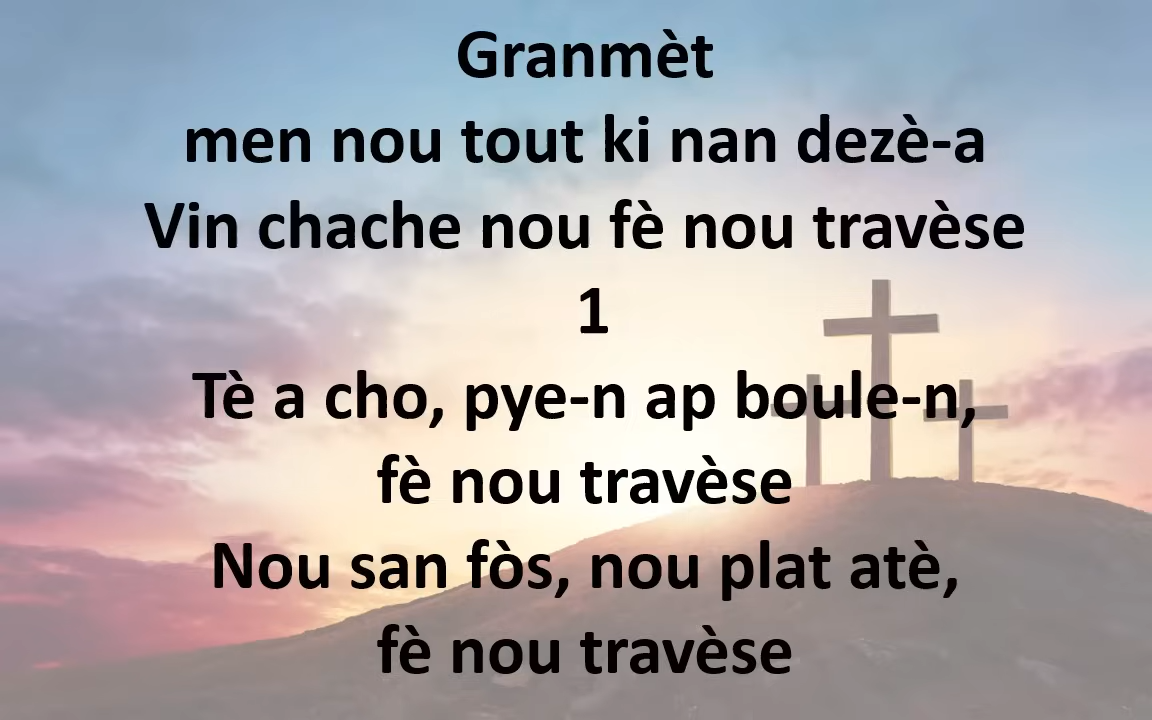 Granmèt
men nou tout ki nan dezè-a
Vin chache nou fè nou travèse
1
Tè a cho, pye-n ap boule-n,
fè nou travèse
Nou san fòs, nou plat atè,
fè nou travèse